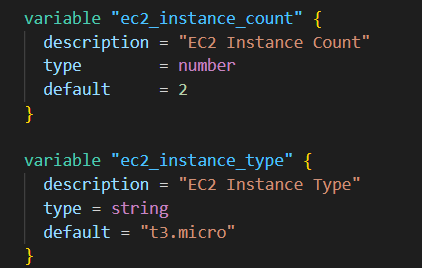 variable "ec2_instance_count" {
  description = "EC2 Instance Count"
  type        = number
  default     = 2
}

variable "ec2_instance_type" {
  description = "EC2 Instance Type"
  type = string
  default = "t3.micro"
}